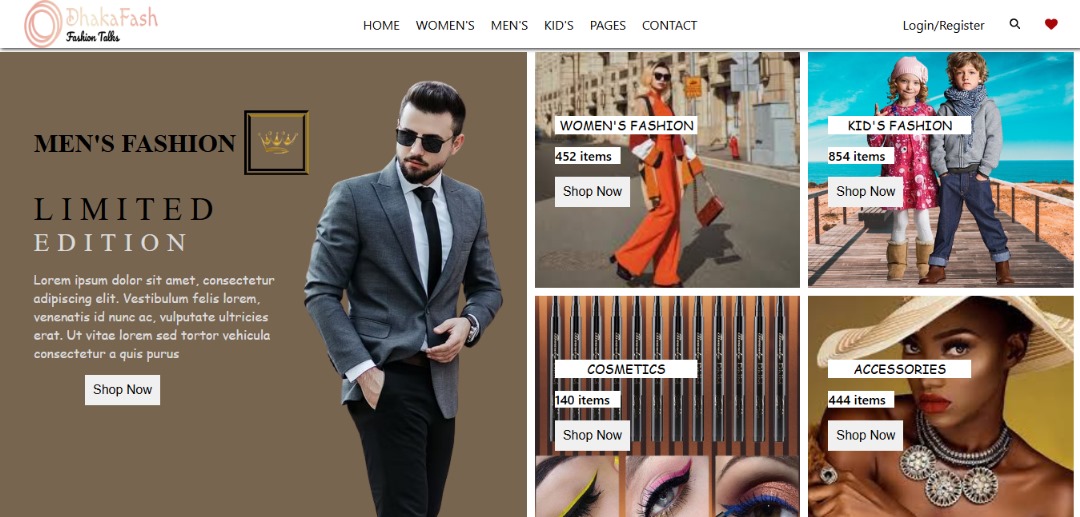 DhakaFash
Fashion Talks
HOME WOMEN'S MEN'S KID'S PAGES CONTACT
Login/Register
MEN'S FASHION
LIMITED
EDITION
Lorem ipsum dolor sit amet, consectetur
adipiscing elit. Vestibulum felis lorem,
venenatis id nunc ac, vulputate ultricies
erat. Ut vitae lorem sed tortor vehicula
consectetur a quis purus
Shop Now
WOMEN'S FASHION
452 items
Shop Now
KID'S FASHION
854 items
Shop Now
COSMETICS
140 items
Shop Now
ACCESSORIES
444 items
Shop Now